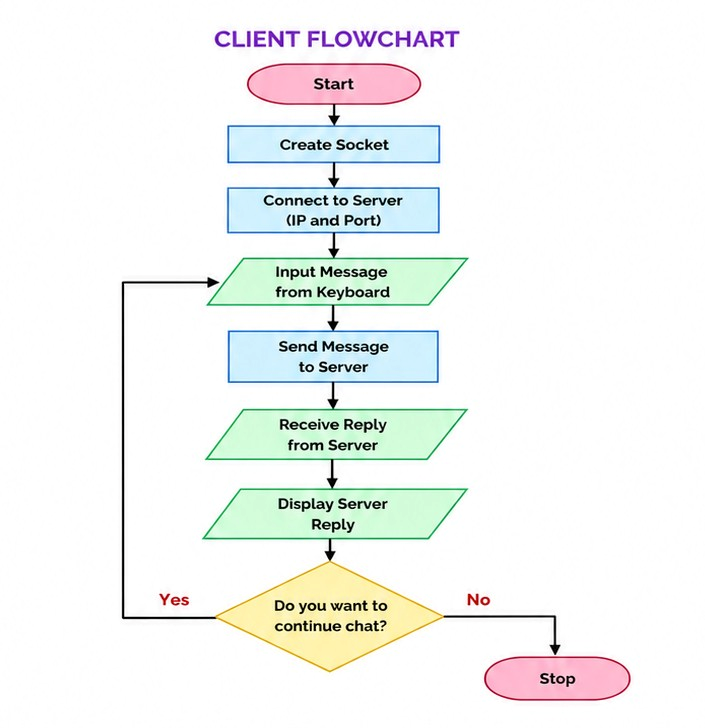 CLIENT FLOWCHART
Start
Create Socket
Connect to Server
(IP and Port)
Input Message
from Keyboard
Send Message
to Server
Receive Reply
from Server
Display Server
Reply
Do you want to
continue chat?
Yes
No
Stop